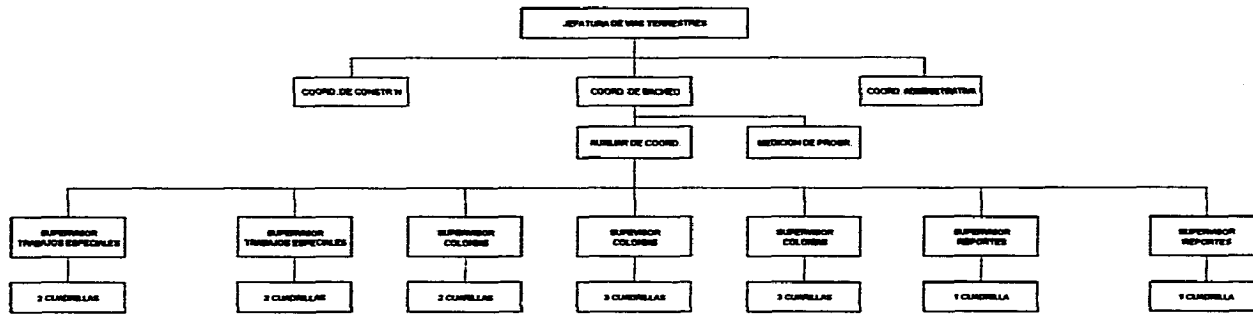 JEFATURA DE VIAS TERRESTRES
COORD. DE CONSTR'N
COORD. DE BACHEO
COORD. ADMINISTRATIVA
AUXILIAR DE COORD.
MEDICION DE PROGR.
SUPERVISOR
TRABAJOS ESPECIALES
SUPERVISOR
TRABAJOS ESPECIALES
SUPERVISOR
COLONIAS
SUPERVISOR
COLONIAS
SUPERVISOR
COLONIAS
SUPERVISOR
REPORTES
SUPERVISOR
REPORTES
2 CUADRILLAS
2 CUADRILLAS
2 CUADRILLAS
3 CUADRILLAS
3 CUADRILLAS
1 CUADRILLA
1 CUADRILLA